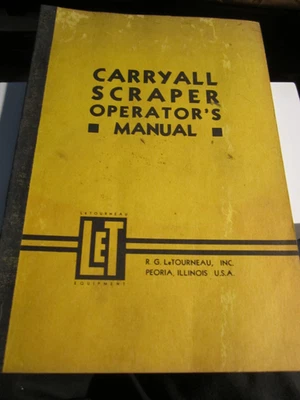 CARRYALL
SCRAPER
OPERATOR'S
MANUAL
LETOURNEAU
LeT
EQUIPMENT
R. G. LeTOURNEAU, INC.
PEORIA, ILLINOIS U.S.A.